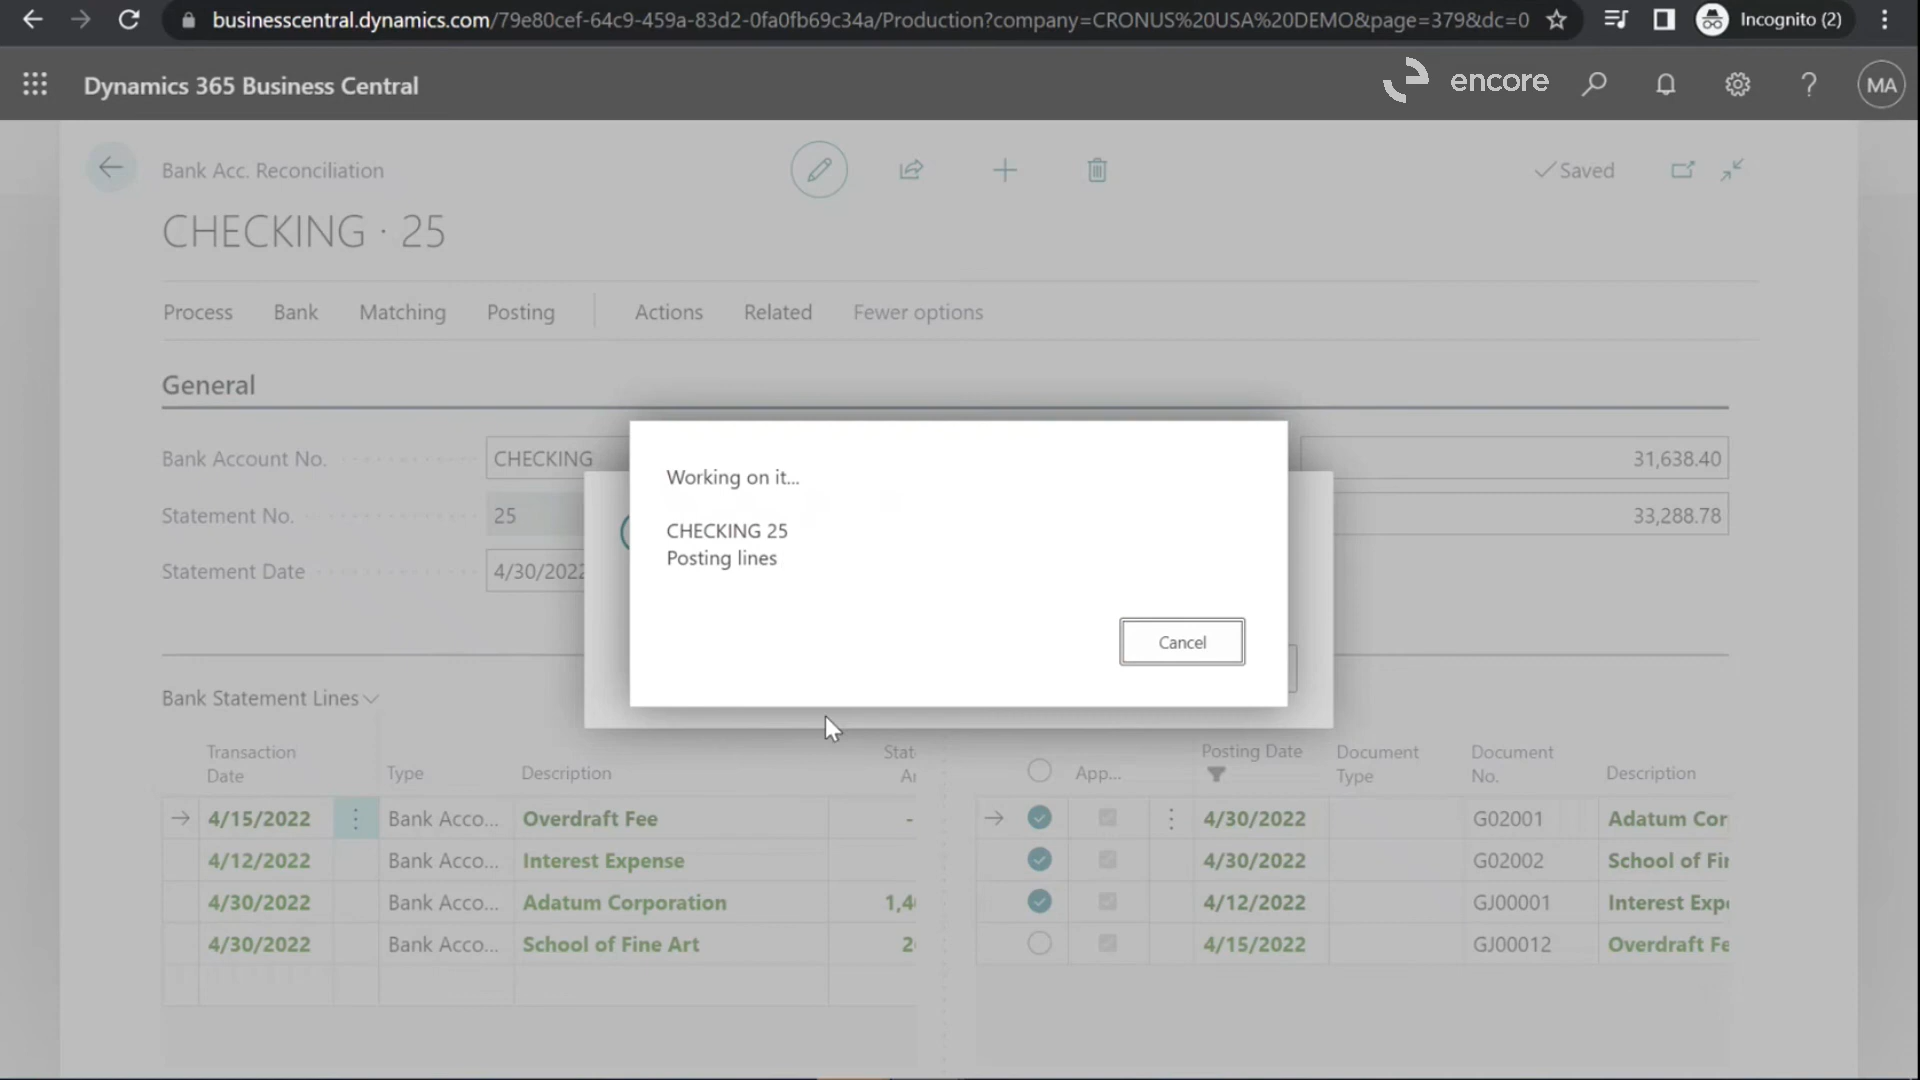 businesscentral.dynamics.com/79e80cef-64c9-459a-83d2-0fa0fb69c34a/Production?company=CRONUS%20USA%20DEMO&page=379&dc=0
Incognito (2)
Dynamics 365 Business Central
encore
MA
Bank Acc. Reconciliation
Saved
CHECKING · 25
Process Bank Matching Posting Actions Related Fewer options
General
Bank Account No. CHECKING 31,638.40
Statement No. 25 33,288.78
Statement Date 4/30/2022
Working on it...
CHECKING 25
Posting lines
Cancel
Bank Statement Lines
Transaction Date Type Description
App... Posting Date Document Type Document No. Description
4/15/2022 Bank Acco... Overdraft Fee -
4/12/2022 Bank Acco... Interest Expense
4/30/2022 Bank Acco... Adatum Corporation
4/30/2022 Bank Acco... School of Fine Art
4/30/2022 G02001 Adatum Cor
4/30/2022 G02002 School of Fi
4/12/2022 GJ00001 Interest Exp
4/15/2022 GJ00012 Overdraft Fe